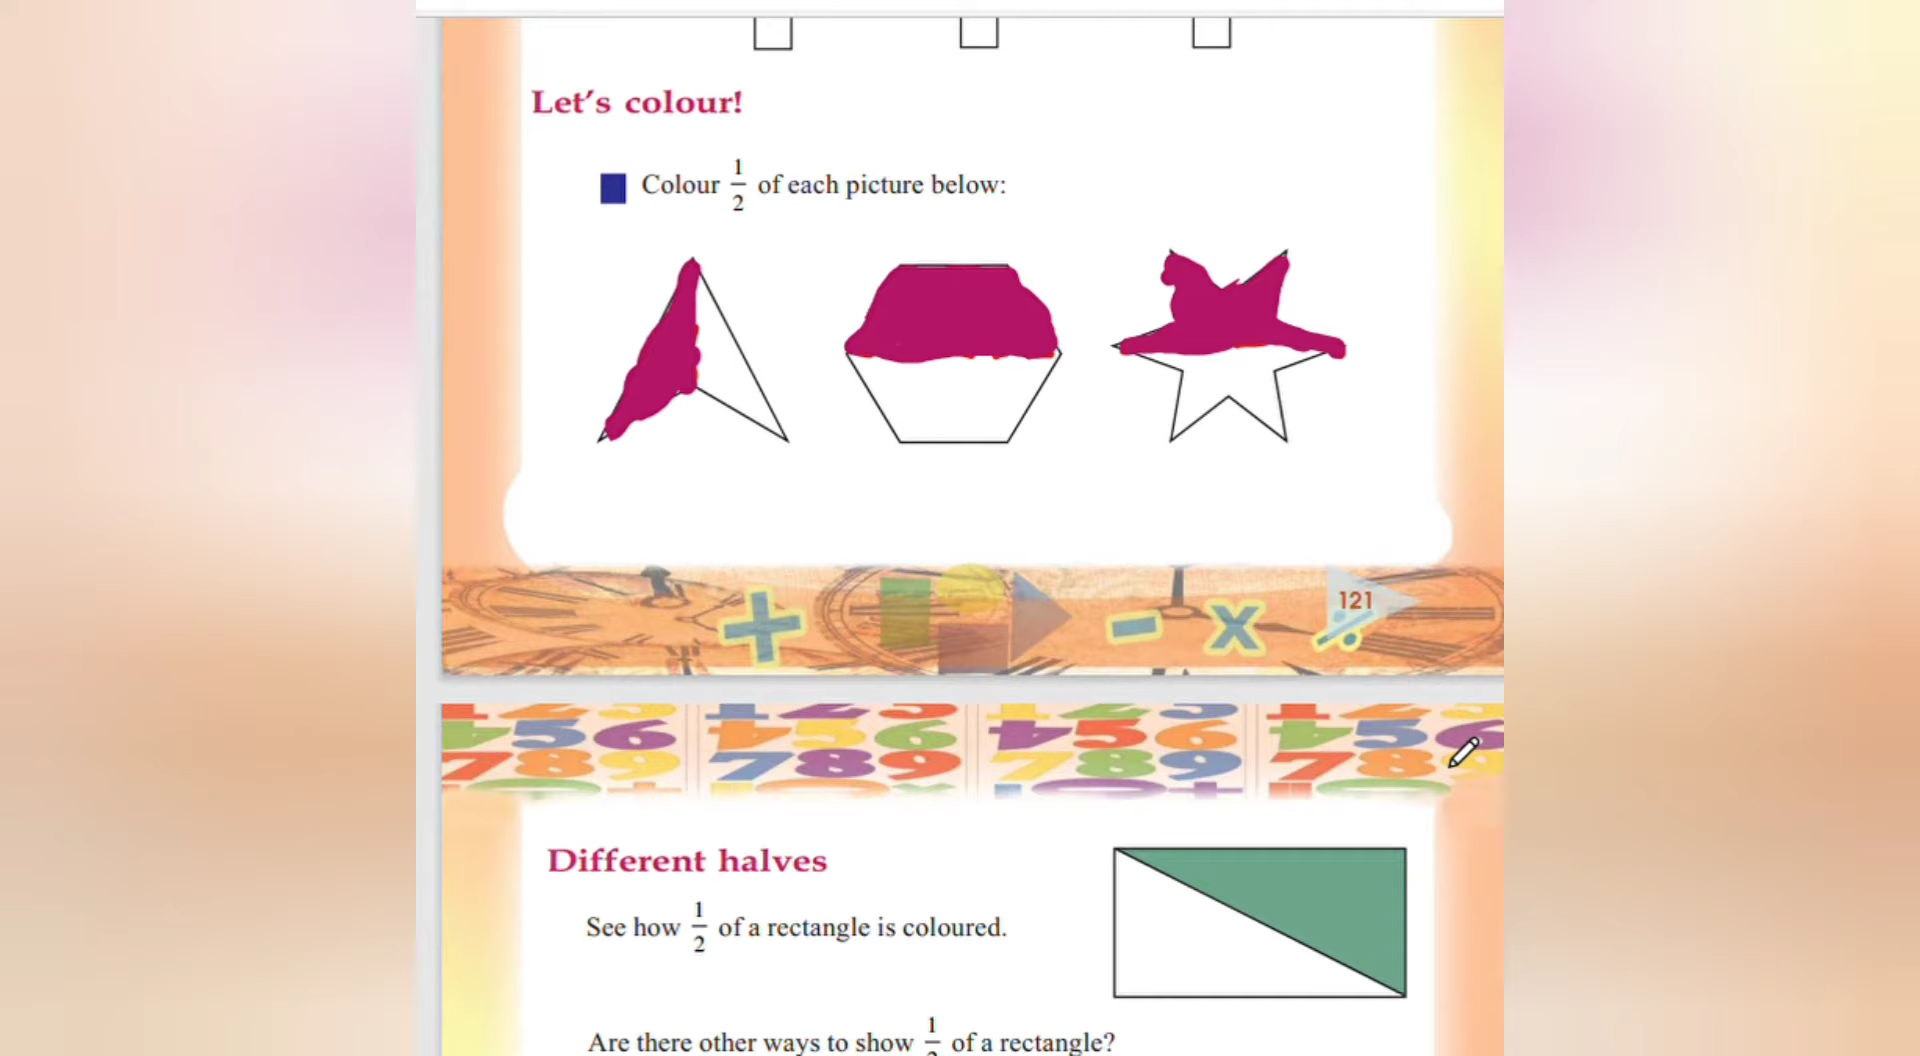 Let's colour!
Colour 1/2 of each picture below:
121
Different halves
See how 1/2 of a rectangle is coloured.
Are there other ways to show 1/2 of a rectangle?